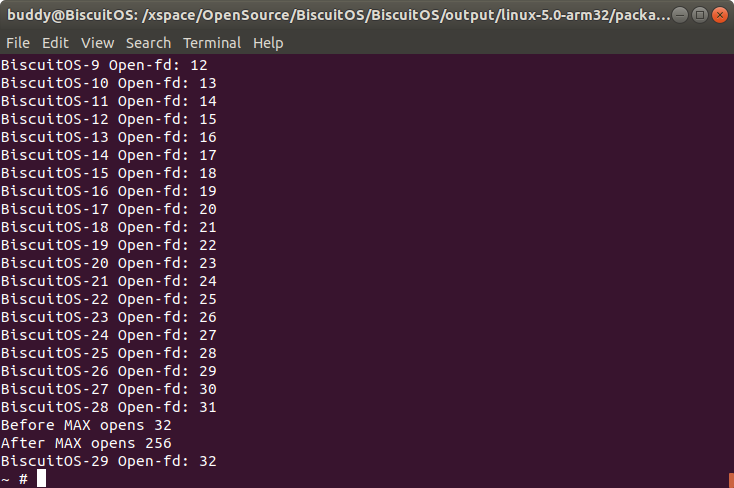 buddy@BiscuitOS: /xspace/OpenSource/BiscuitOS/BiscuitOS/output/linux-5.0-arm32/packa...
File Edit View Search Terminal Help
BiscuitOS-9 Open-fd: 12
BiscuitOS-10 Open-fd: 13
BiscuitOS-11 Open-fd: 14
BiscuitOS-12 Open-fd: 15
BiscuitOS-13 Open-fd: 16
BiscuitOS-14 Open-fd: 17
BiscuitOS-15 Open-fd: 18
BiscuitOS-16 Open-fd: 19
BiscuitOS-17 Open-fd: 20
BiscuitOS-18 Open-fd: 21
BiscuitOS-19 Open-fd: 22
BiscuitOS-20 Open-fd: 23
BiscuitOS-21 Open-fd: 24
BiscuitOS-22 Open-fd: 25
BiscuitOS-23 Open-fd: 26
BiscuitOS-24 Open-fd: 27
BiscuitOS-25 Open-fd: 28
BiscuitOS-26 Open-fd: 29
BiscuitOS-27 Open-fd: 30
BiscuitOS-28 Open-fd: 31
Before MAX opens 32
After MAX opens 256
BiscuitOS-29 Open-fd: 32
~ #